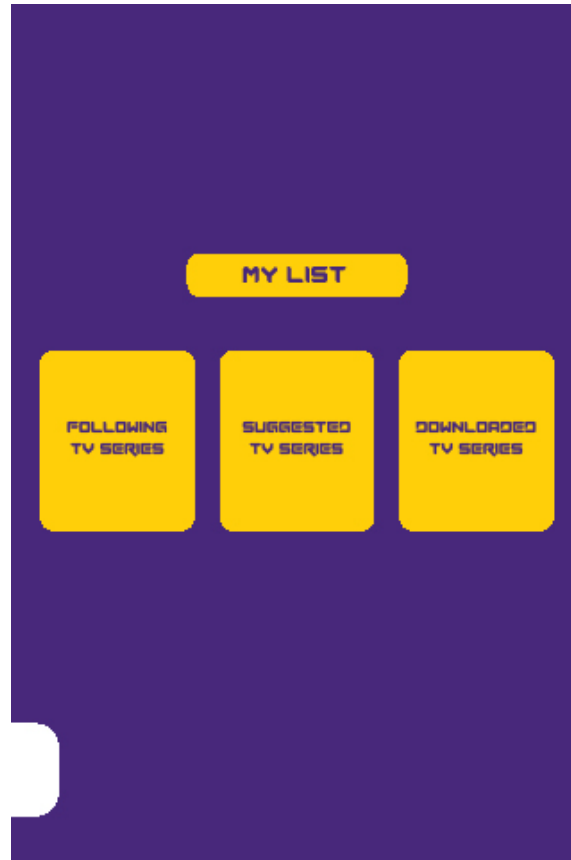 MY LIST
FOLLOWING
TV SERIES
SUGGESTED
TV SERIES
DOWNLOADED
TV SERIES